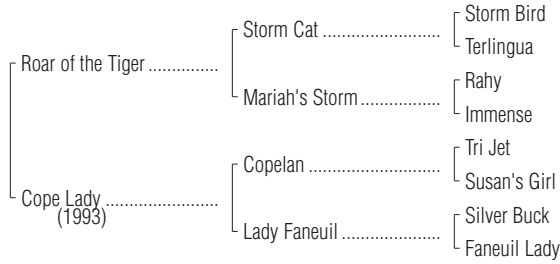 Storm Bird
Storm Cat ........................
Terlingua
Roar of the Tiger ..............
Rahy
Mariah's Storm ................
Immense
Tri Jet
Copelan ...........................
Susan's Girl
Cope Lady .......................
(1993)
Silver Buck
Lady Faneuil ....................
Faneuil Lady